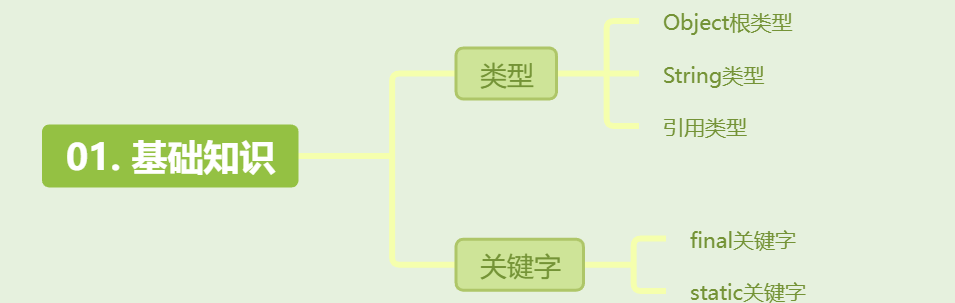 01. 基础知识
类型
Object根类型
String类型
引用类型
关键字
final关键字
static关键字